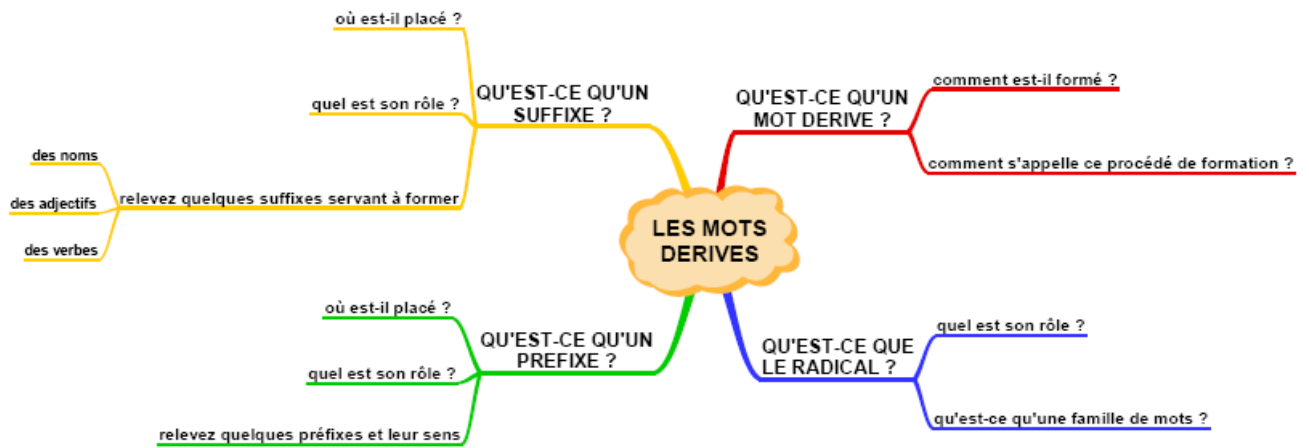 LES MOTS
DERIVES
QU'EST-CE QU'UN
MOT DERIVE ?
comment est-il formé ?
comment s'appelle ce procédé de formation ?
QU'EST-CE QUE
LE RADICAL ?
quel est son rôle ?
qu'est-ce qu'une famille de mots ?
QU'EST-CE QU'UN
PREFIXE ?
où est-il placé ?
quel est son rôle ?
relevez quelques préfixes et leur sens
QU'EST-CE QU'UN
SUFFIXE ?
où est-il placé ?
quel est son rôle ?
relevez quelques suffixes servant à former
des noms
des adjectifs
des verbes